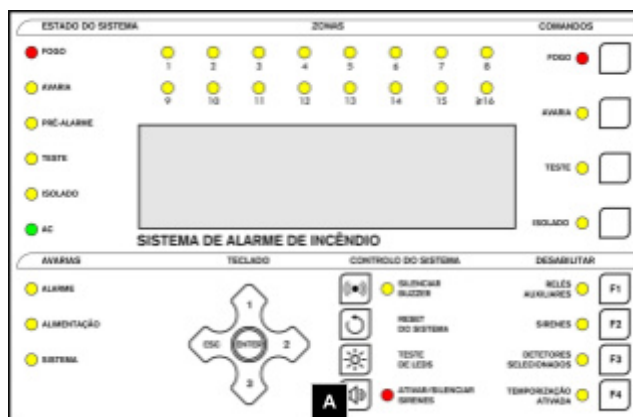 ESTADO DO SISTEMA
ZONAS
COMANDOS
FOGO
AVARIA
PRÉ-ALARME
TESTE
ISOLADO
AC
1 2 3 4 5 6 7 8
9 10 11 12 13 14 15 ≥16
FOGO
AVARIA
TESTE
ISOLADO
SISTEMA DE ALARME DE INCÊNDIO
AVARIAS
ALARME
ALIMENTAÇÃO
SISTEMA
TECLADO
1
ESC ENTER 2
3
CONTROLO DO SISTEMA
SILENCIAR
BUZZER
RESET
DO SISTEMA
TESTE
DE LEDS
A
ATIVAR/SILENCIAR
SIRENES
DESABILITAR
RELÉS
AUXILIARES
F1
SIRENES
F2
DETETORES
SELECIONADOS
F3
TEMPORIZAÇÃO
ATIVADA
F4